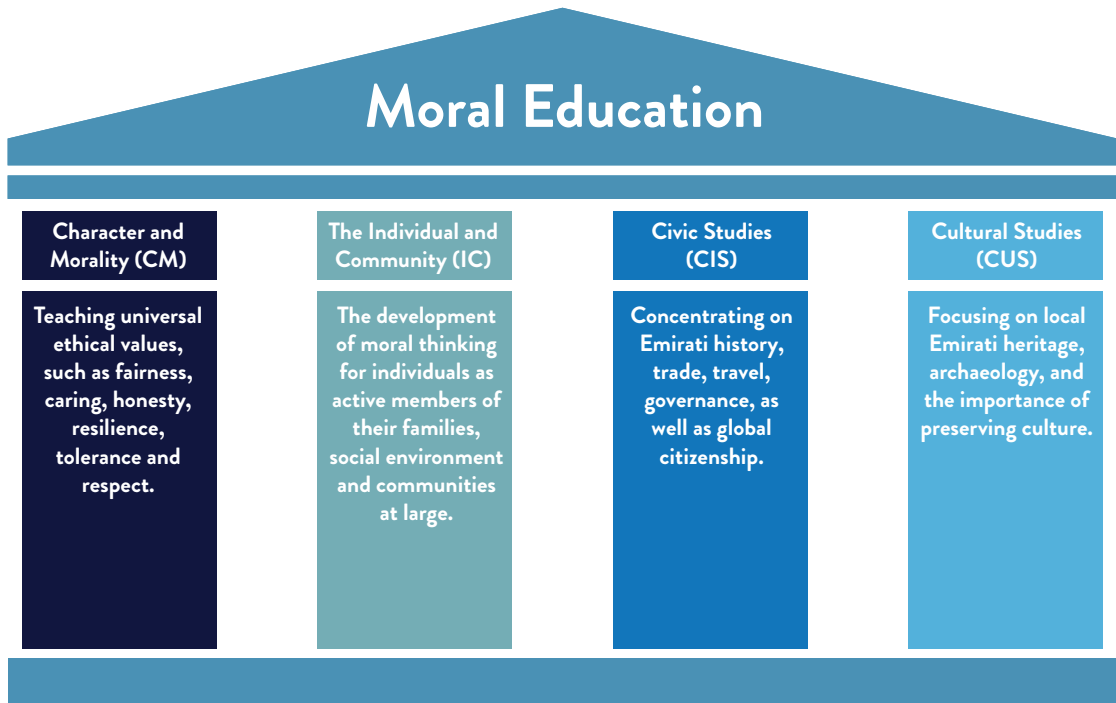 Moral Education
Character and
Morality (CM)
Teaching universal
ethical values,
such as fairness,
caring, honesty,
resilience,
tolerance and
respect.
The Individual and
Community (IC)
The development
of moral thinking
for individuals as
active members of
their families,
social environment
and communities
at large.
Civic Studies
(CIS)
Concentrating on
Emirati history,
trade, travel,
governance, as
well as global
citizenship.
Cultural Studies
(CUS)
Focusing on local
Emirati heritage,
archaeology, and
the importance of
preserving culture.